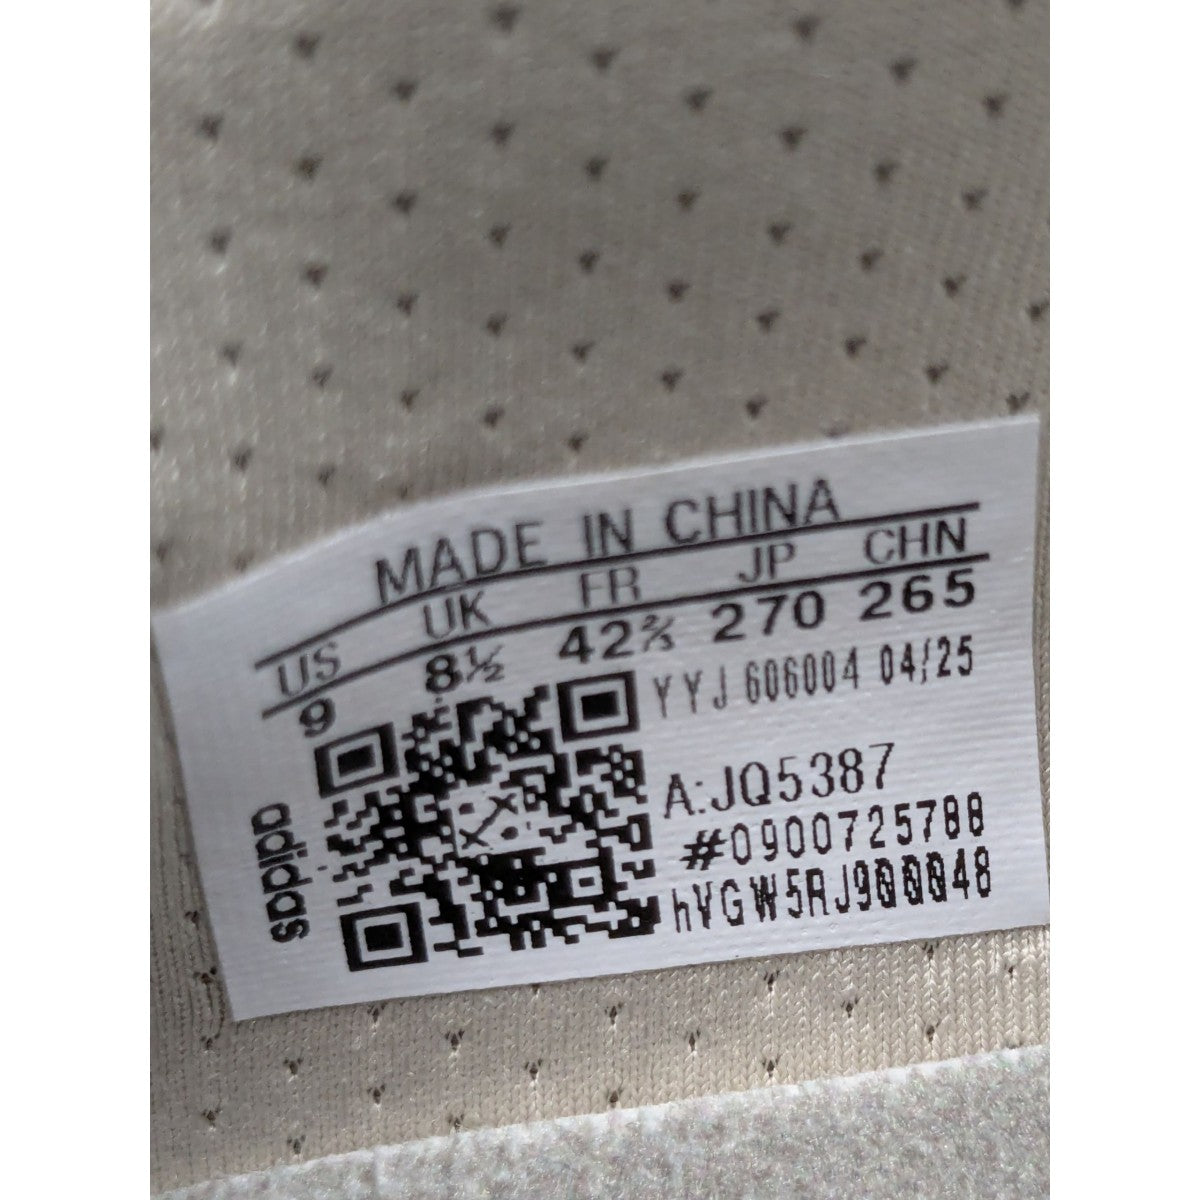 MADE IN CHINA
US UK FR JP CHN
9 8½ 42⅔ 270 265
YYJ 606004 04/25
A:JQ5387
#0900725788
hVGW5RJ9000048
adidas